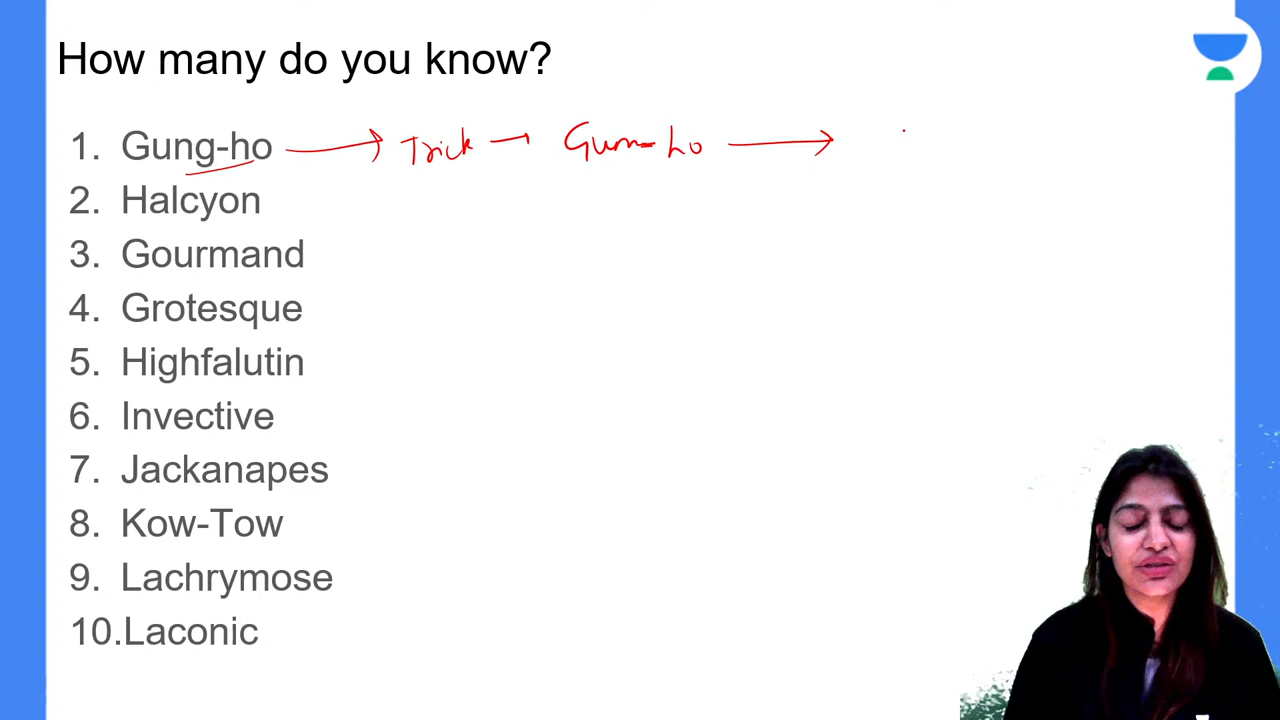 How many do you know?
1. Gung-ho → Trick → Gum-ho →
2. Halcyon
3. Gourmand
4. Grotesque
5. Highfalutin
6. Invective
7. Jackanapes
8. Kow-Tow
9. Lachrymose
10.Laconic